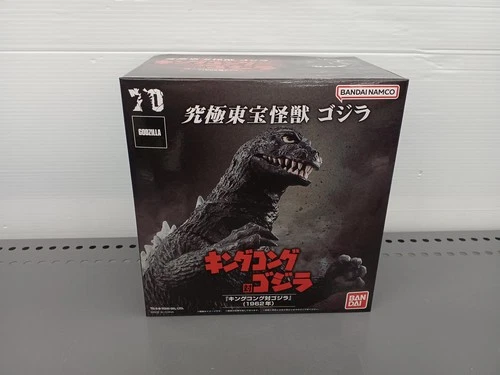 70
GODZILLA
BANDAI NAMCO
究極東宝怪獣 ゴジラ
キングコング
対
ゴジラ
『キングコング対ゴジラ』
(1962年)
BAN
DAI